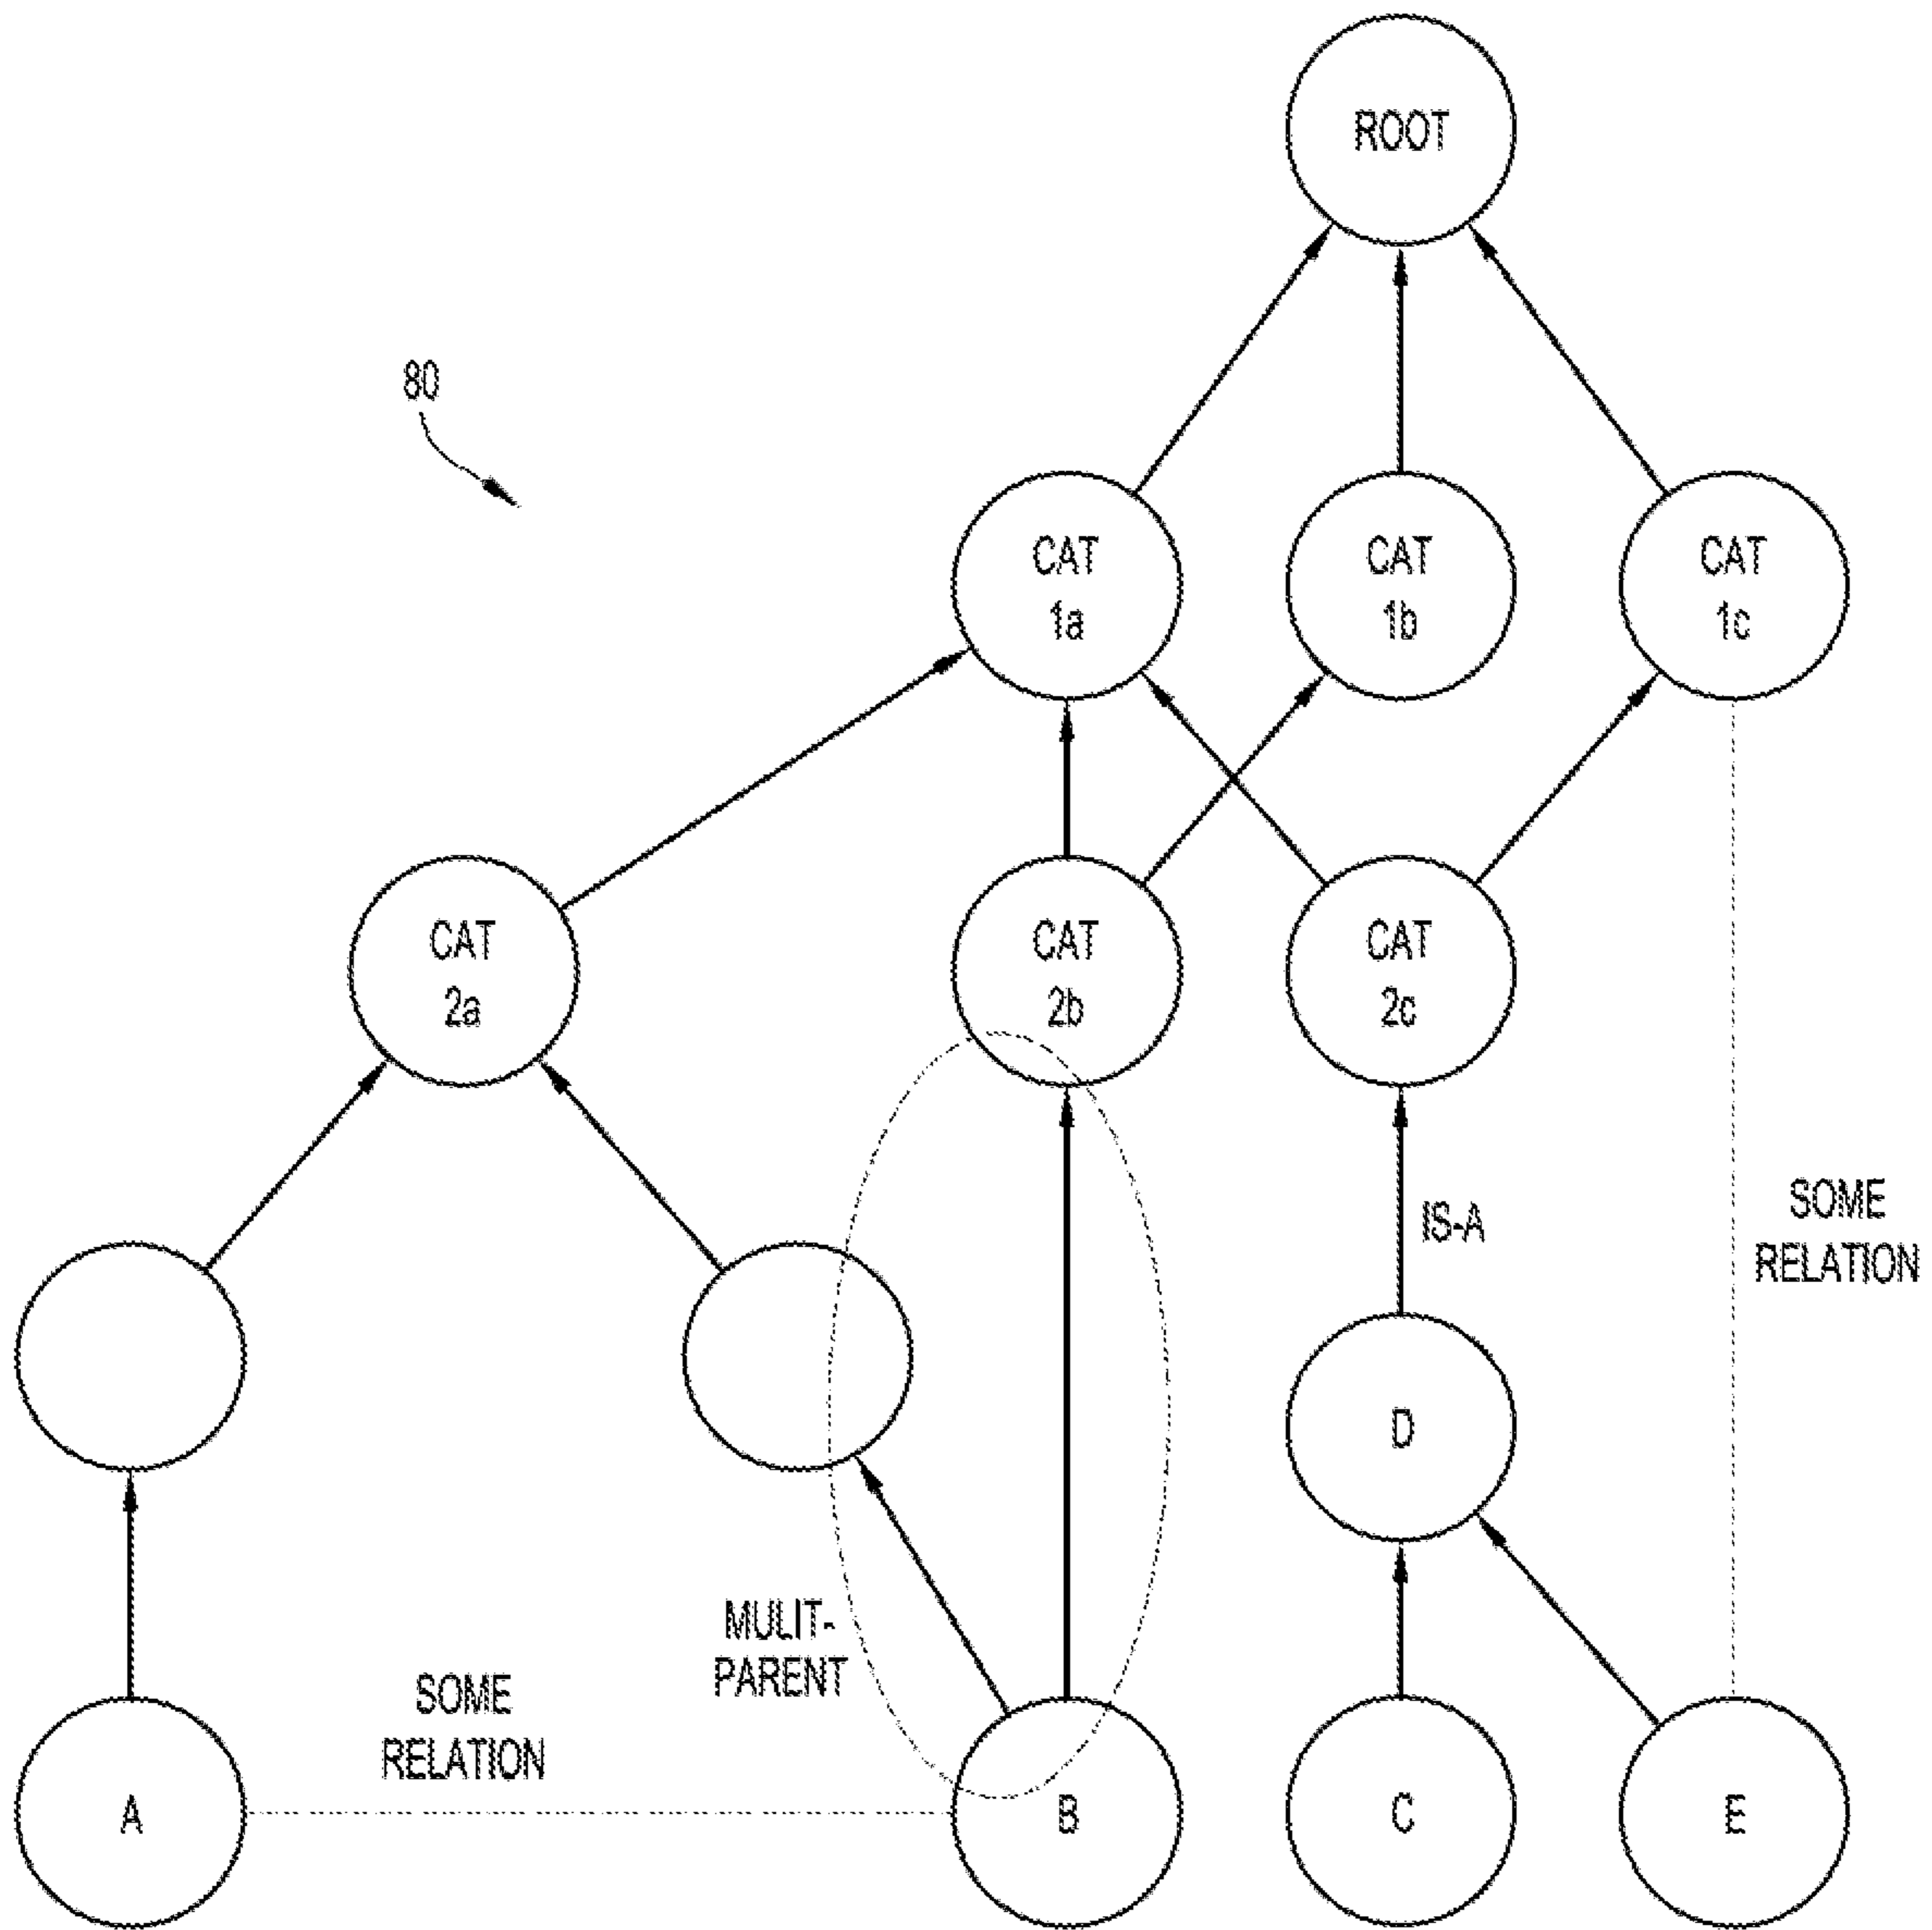 ROOT
80
CAT
1a
CAT
1b
CAT
1c
CAT
2a
CAT
2b
CAT
2c
IS-A
SOME
RELATION
D
MULIT-
PARENT
SOME
RELATION
A
B
C
E